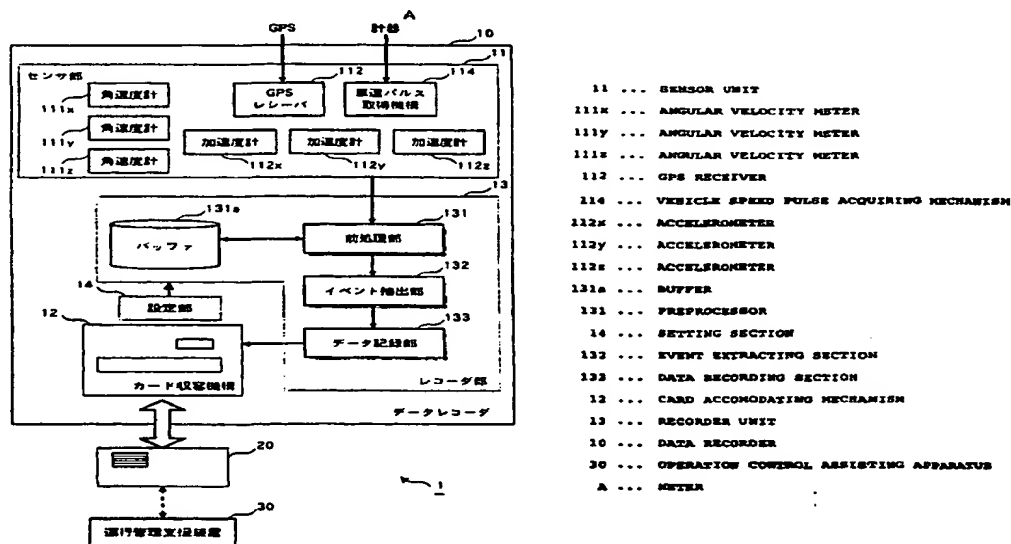 A
GPS
計器
10
11
センサ部
112
114
角速度計
111x
GPS
レシーバ
車速パルス
取得機構
角速度計
111y
加速度計
加速度計
加速度計
角速度計
111z
112x
112y
112z
13
131a
131
バッファ
前処理部
132
14
イベント抽出部
設定部
12
133
データ記録部
カード収容機構
レコーダ部
データレコーダ
20
1
30
運行管理支援装置
11 ... SENSOR UNIT
111x ... ANGULAR VELOCITY METER
111y ... ANGULAR VELOCITY METER
111z ... ANGULAR VELOCITY METER
112 ... GPS RECEIVER
114 ... VEHICLE SPEED PULSE ACQUIRING MECHANISM
112x ... ACCELEROMETER
112y ... ACCELEROMETER
112z ... ACCELEROMETER
131a ... BUFFER
131 ... PREPROCESSOR
14 ... SETTING SECTION
132 ... EVENT EXTRACTING SECTION
133 ... DATA RECORDING SECTION
12 ... CARD ACCOMODATING MECHANISM
13 ... RECORDER UNIT
10 ... DATA RECORDER
30 ... OPERATION CONTROL ASSISTING APPARATUS
A ... METER